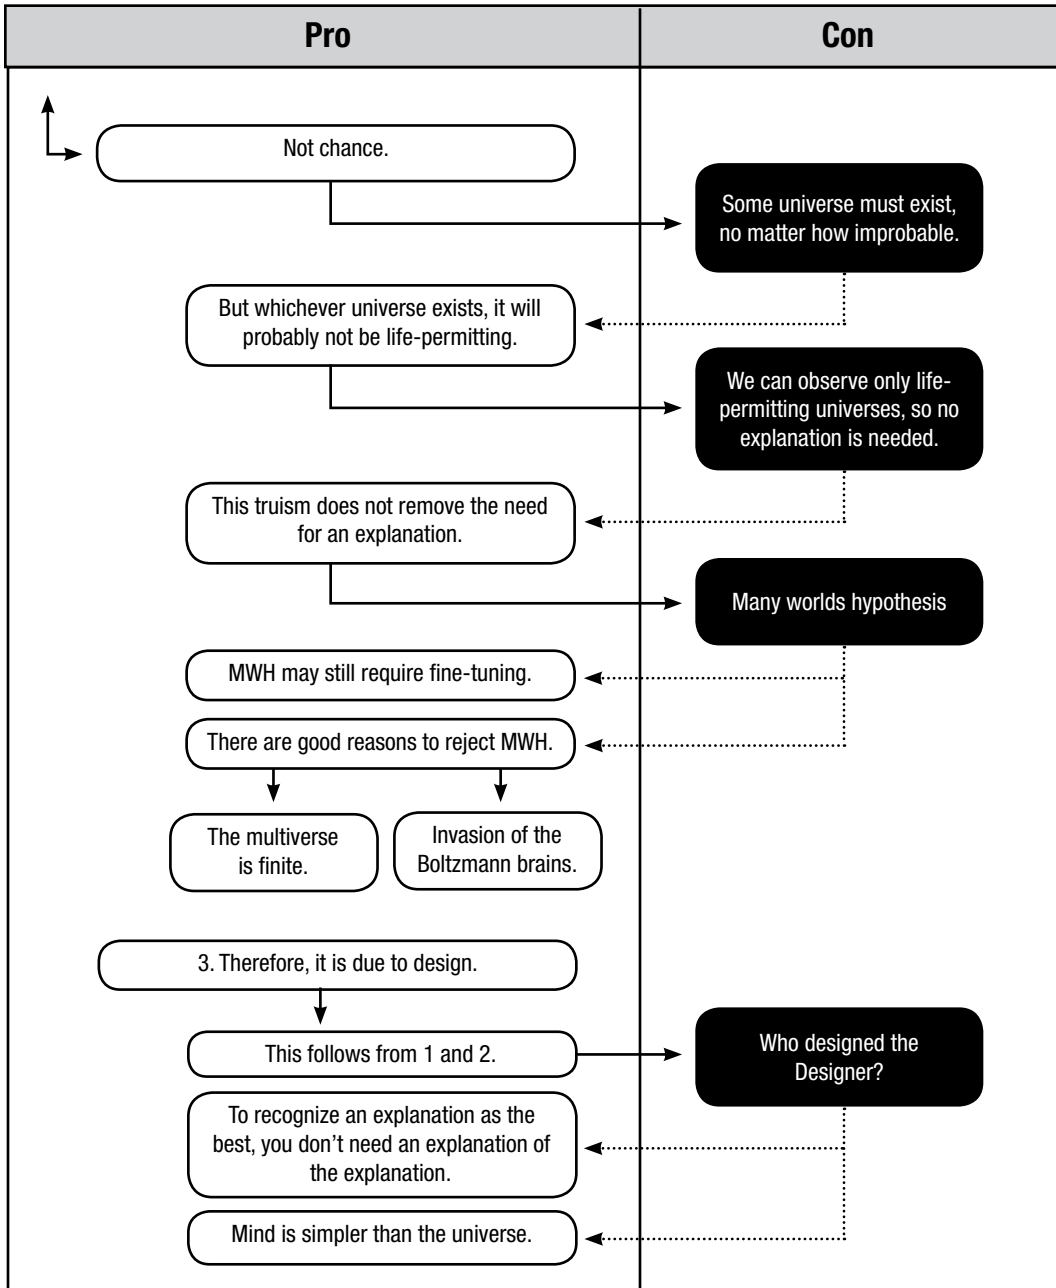 Pro
Con
Not chance.
Some universe must exist,
no matter how improbable.
But whichever universe exists, it will
probably not be life-permitting.
We can observe only life-
permitting universes, so no
explanation is needed.
This truism does not remove the need
for an explanation.
Many worlds hypothesis
MWH may still require fine-tuning.
There are good reasons to reject MWH.
The multiverse
is finite.
Invasion of the
Boltzmann brains.
3. Therefore, it is due to design.
This follows from 1 and 2.
Who designed the
Designer?
To recognize an explanation as the
best, you don’t need an explanation of
the explanation.
Mind is simpler than the universe.